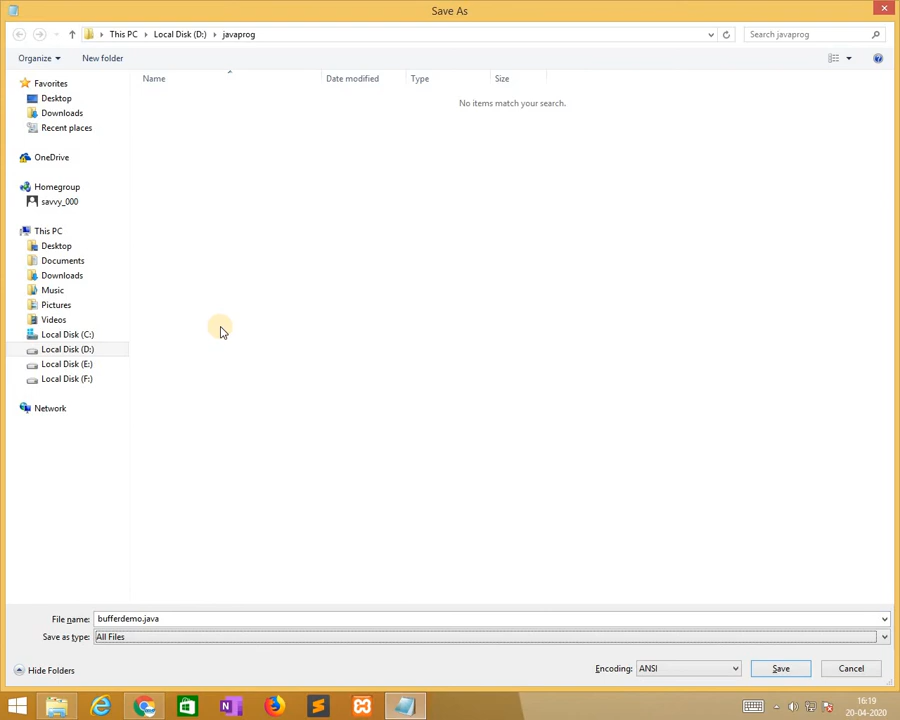 Save As
This PC Local Disk (D:) javaprog
Search javaprog
Organize New folder
Name Date modified Type Size
No items match your search.
Favorites
Desktop
Downloads
Recent places
OneDrive
Homegroup
savvy_000
This PC
Desktop
Documents
Downloads
Music
Pictures
Videos
Local Disk (C:)
Local Disk (D:)
Local Disk (E:)
Local Disk (F:)
Network
File name: bufferdemo.java
Save as type: All Files
Hide Folders
Encoding: ANSI Save Cancel
16:19
20-04-2020